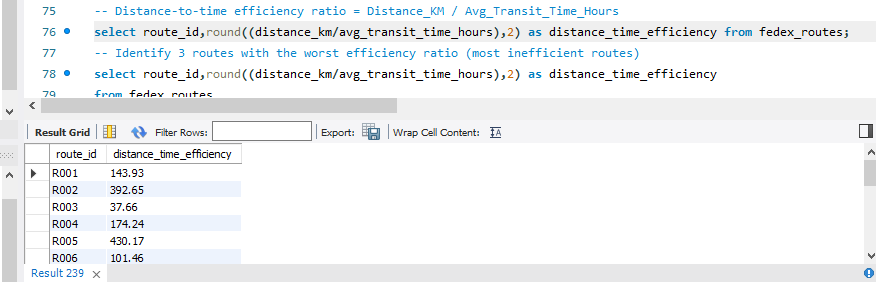 75 -- Distance-to-time efficiency ratio = Distance_KM / Avg_Transit_Time_Hours
76 select route_id,round((distance_km/avg_transit_time_hours),2) as distance_time_efficiency from fedex_routes;
77 -- Identify 3 routes with the worst efficiency ratio (most inefficient routes)
78 select route_id,round((distance_km/avg_transit_time_hours),2) as distance_time_efficiency
79 from fedex_routes
Result Grid Filter Rows: Export: Wrap Cell Content: IA
route_id distance_time_efficiency
R001 143.93
R002 392.65
R003 37.66
R004 174.24
R005 430.17
R006 101.46
Result 239